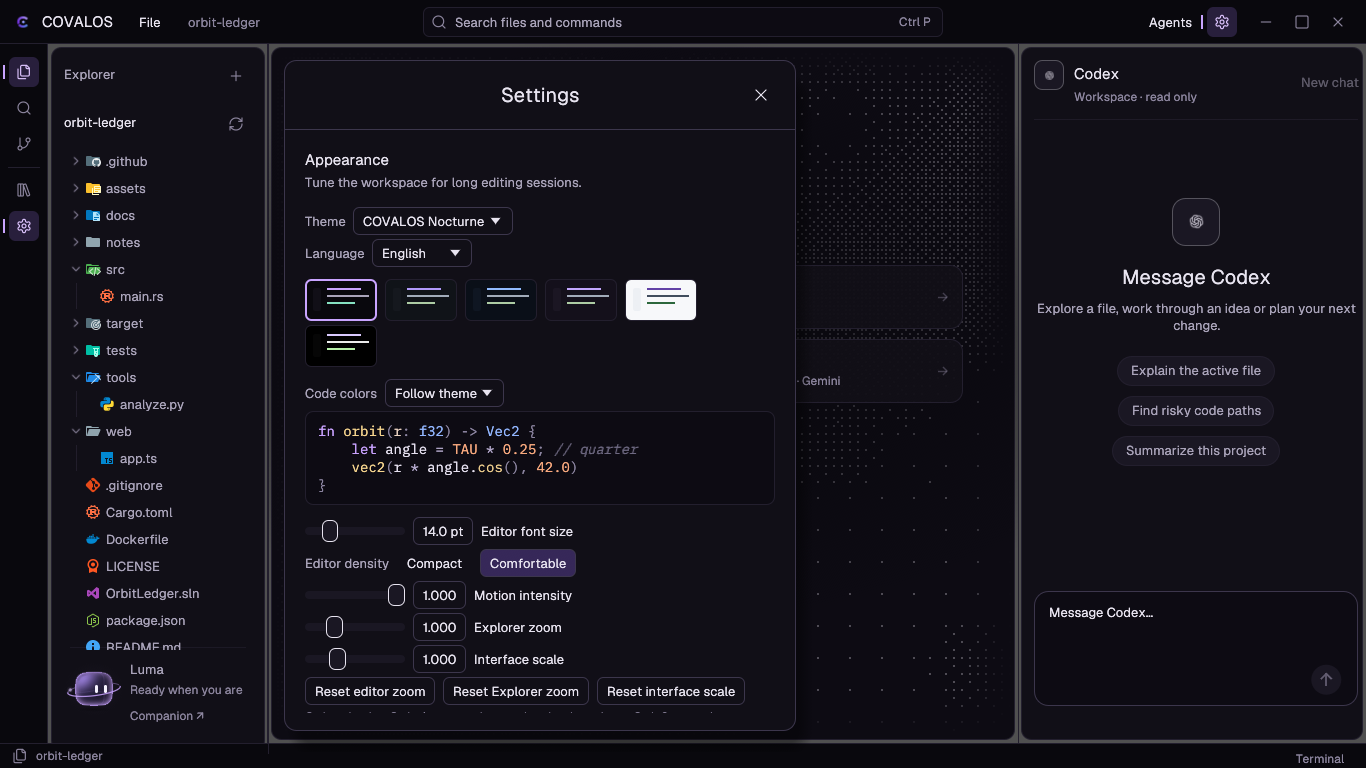 COVALOS File orbit-ledger Search files and commands Ctrl P Agents
Explorer
orbit-ledger
.github
assets
docs
notes
src
main.rs
target
tests
tools
analyze.py
web
app.ts
.gitignore
Cargo.toml
Dockerfile
LICENSE
OrbitLedger.sln
package.json
README.md
Luma
Ready when you are
Companion ↗
Settings
Appearance
Tune the workspace for long editing sessions.
Theme COVALOS Nocturne
Language English
Code colors Follow theme
fn orbit(r: f32) -> Vec2 {
let angle = TAU * 0.25; // quarter
vec2(r * angle.cos(), 42.0)
}
14.0 pt Editor font size
Editor density Compact Comfortable
1.000 Motion intensity
1.000 Explorer zoom
1.000 Interface scale
Reset editor zoom Reset Explorer zoom Reset interface scale
· Gemini
Codex
Workspace · read only
New chat
Message Codex
Explore a file, work through an idea or plan your next
change.
Explain the active file
Find risky code paths
Summarize this project
Message Codex…
orbit-ledger
Terminal